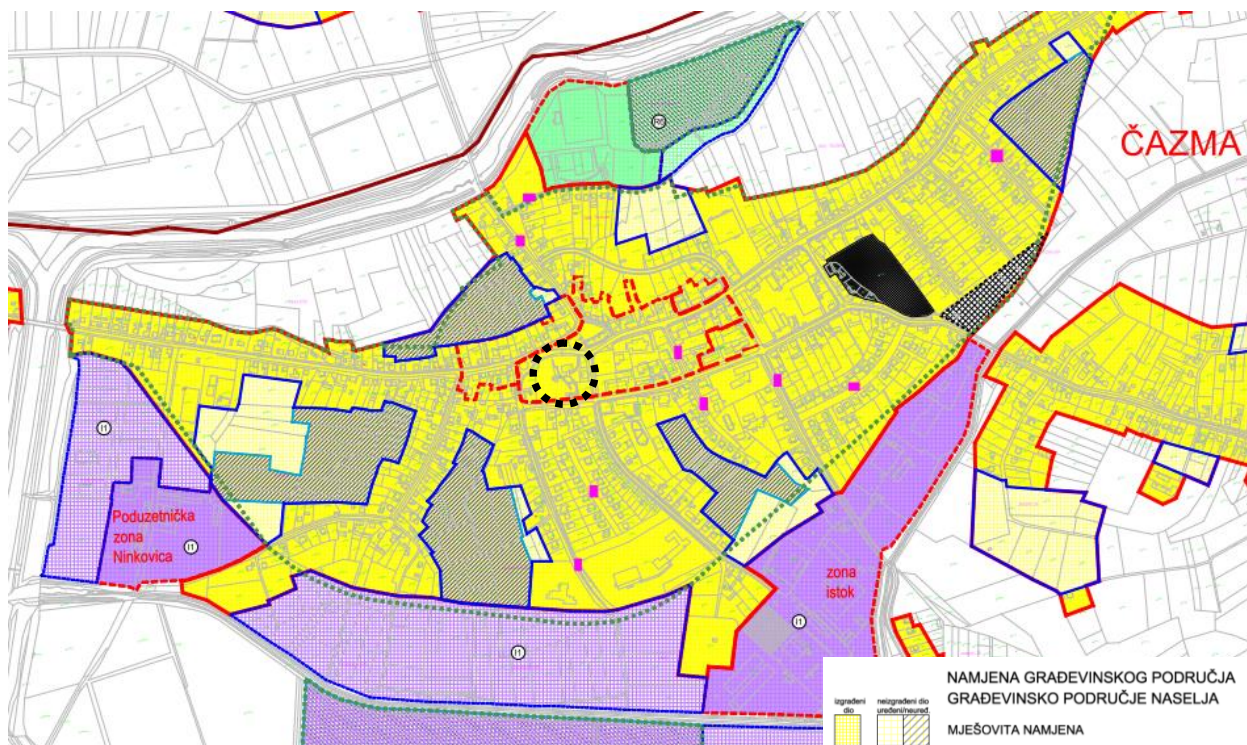 ČAZMA
R6
I1
Poduzetnička
zona
Ninkovica
I1
zona
istok
I1
I1
NAMJENA GRAĐEVINSKOG PODRUČJA
GRAĐEVINSKO PODRUČJE NASELJA
izgrađeni
dio
neizgrađeni dio
uređeni/neuređ.
MJEŠOVITA NAMJENA